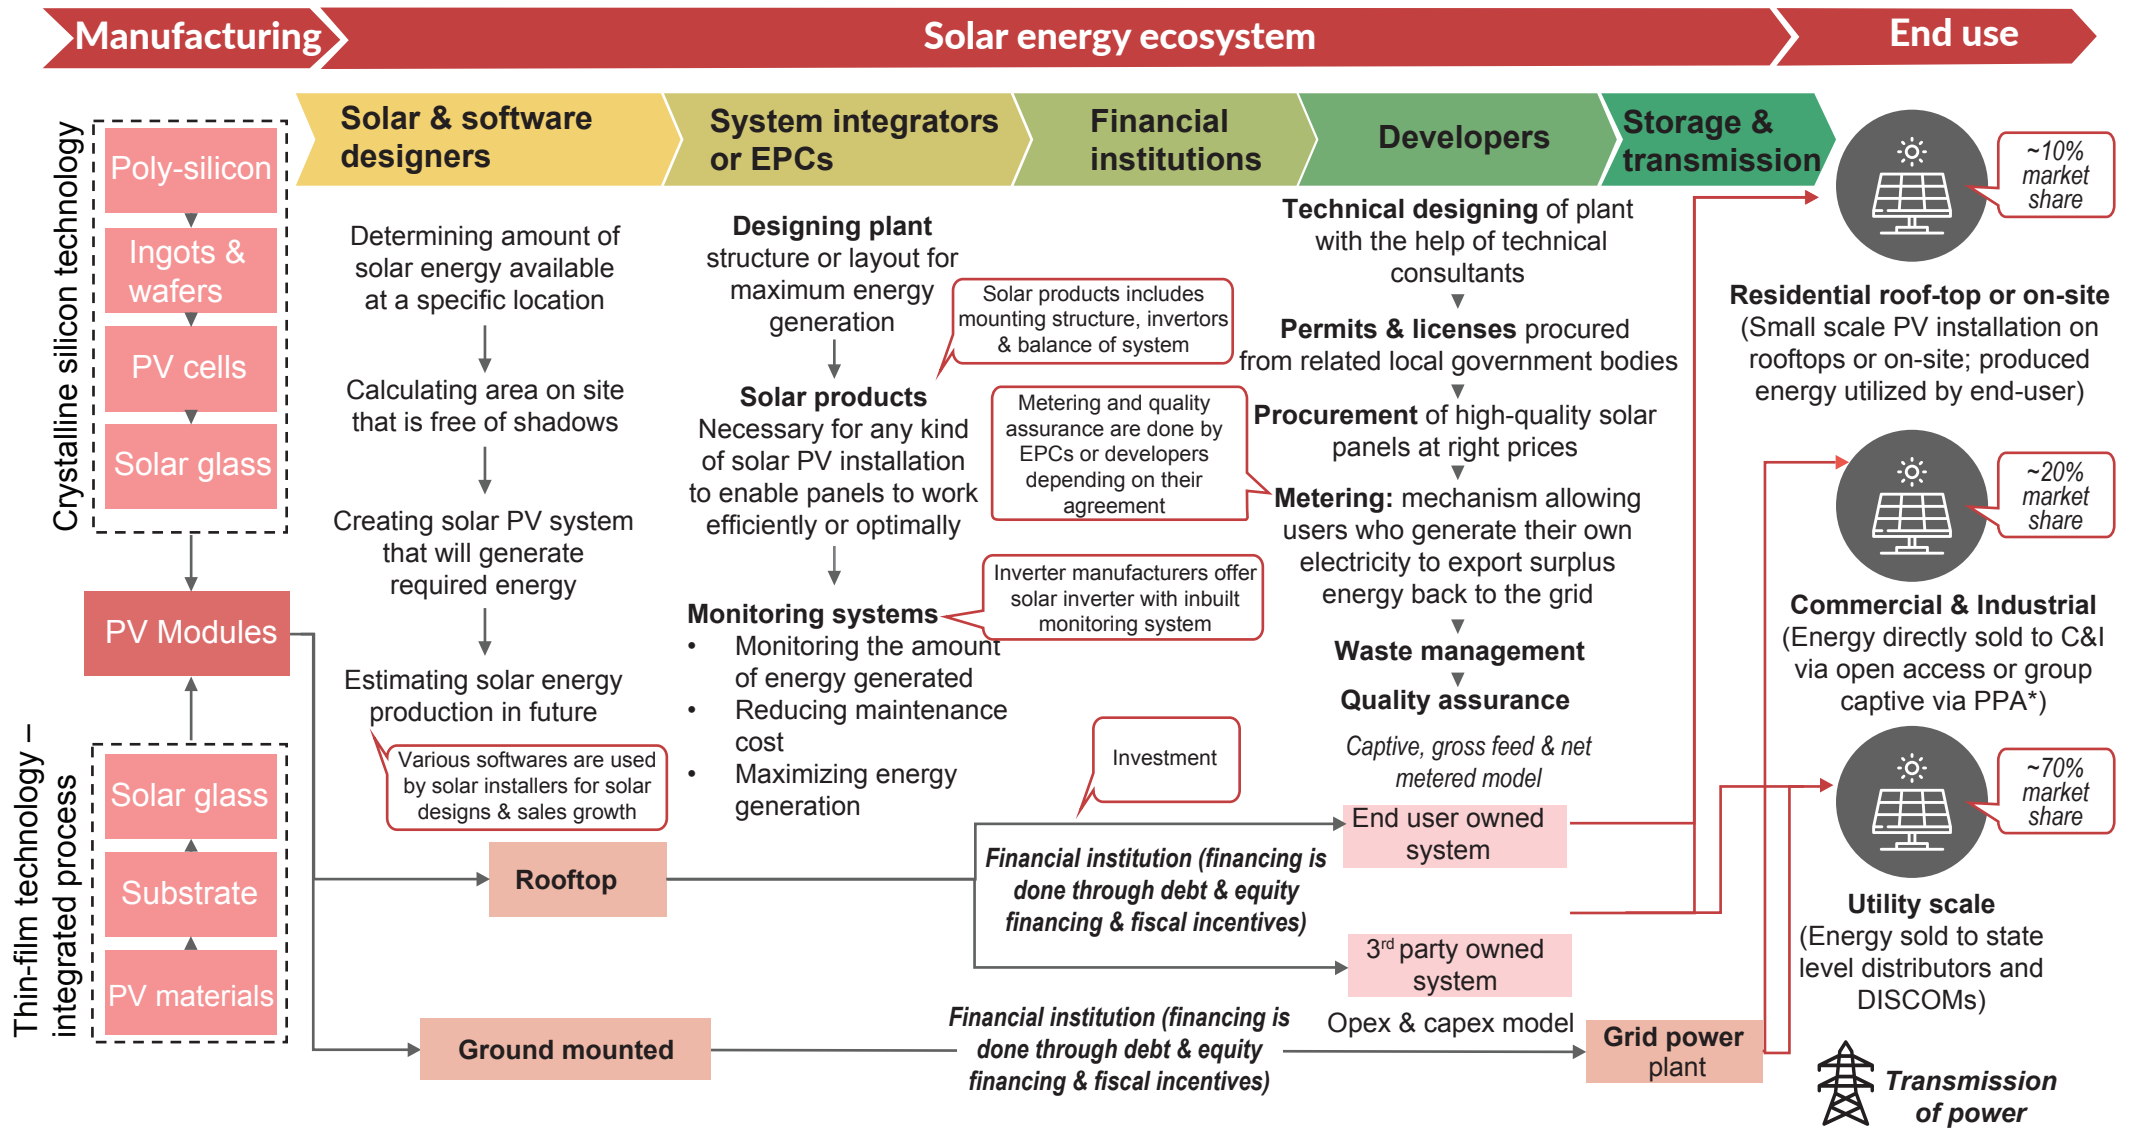 Manufacturing
Solar energy ecosystem
End use
Solar & software
designers
System integrators
or EPCs
Financial
institutions
Developers
Storage &
transmission
Crystalline silicon technology
Poly-silicon
Ingots &
wafers
PV cells
Solar glass
PV Modules
Thin-film technology –
integrated process
Solar glass
Substrate
PV materials
Determining amount of
solar energy available
at a specific location
Calculating area on site
that is free of shadows
Creating solar PV system
that will generate
required energy
Estimating solar energy
production in future
Various softwares are used
by solar installers for solar
designs & sales growth
Designing plant
structure or layout for
maximum energy
generation
Solar products includes
mounting structure, invertors
& balance of system
Solar products
Necessary for any kind
of solar PV installation
to enable panels to work
efficiently or optimally
Metering and quality
assurance are done by
EPCs or developers
depending on their
agreement
Monitoring systems
• Monitoring the amount
of energy generated
• Reducing maintenance
cost
• Maximizing energy
generation
Inverter manufacturers offer
solar inverter with inbuilt
monitoring system
Technical designing of plant
with the help of technical
consultants
Permits & licenses procured
from related local government bodies
Procurement of high-quality solar
panels at right prices
Metering: mechanism allowing
users who generate their own
electricity to export surplus
energy back to the grid
Waste management
Quality assurance
Captive, gross feed & net
metered model
Investment
Rooftop
Financial institution (financing is
done through debt & equity
financing & fiscal incentives)
End user owned
system
3rd party owned
system
Opex & capex model
Ground mounted
Financial institution (financing is
done through debt & equity
financing & fiscal incentives)
Grid power
plant
~10%
market
share
Residential roof-top or on-site
(Small scale PV installation on
rooftops or on-site; produced
energy utilized by end-user)
~20%
market
share
Commercial & Industrial
(Energy directly sold to C&I
via open access or group
captive via PPA*)
~70%
market
share
Utility scale
(Energy sold to state
level distributors and
DISCOMs)
Transmission
of power